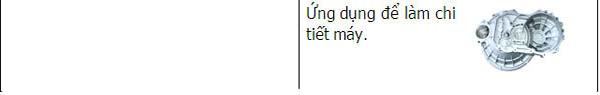 Ứng dụng để làm chi
tiết máy.